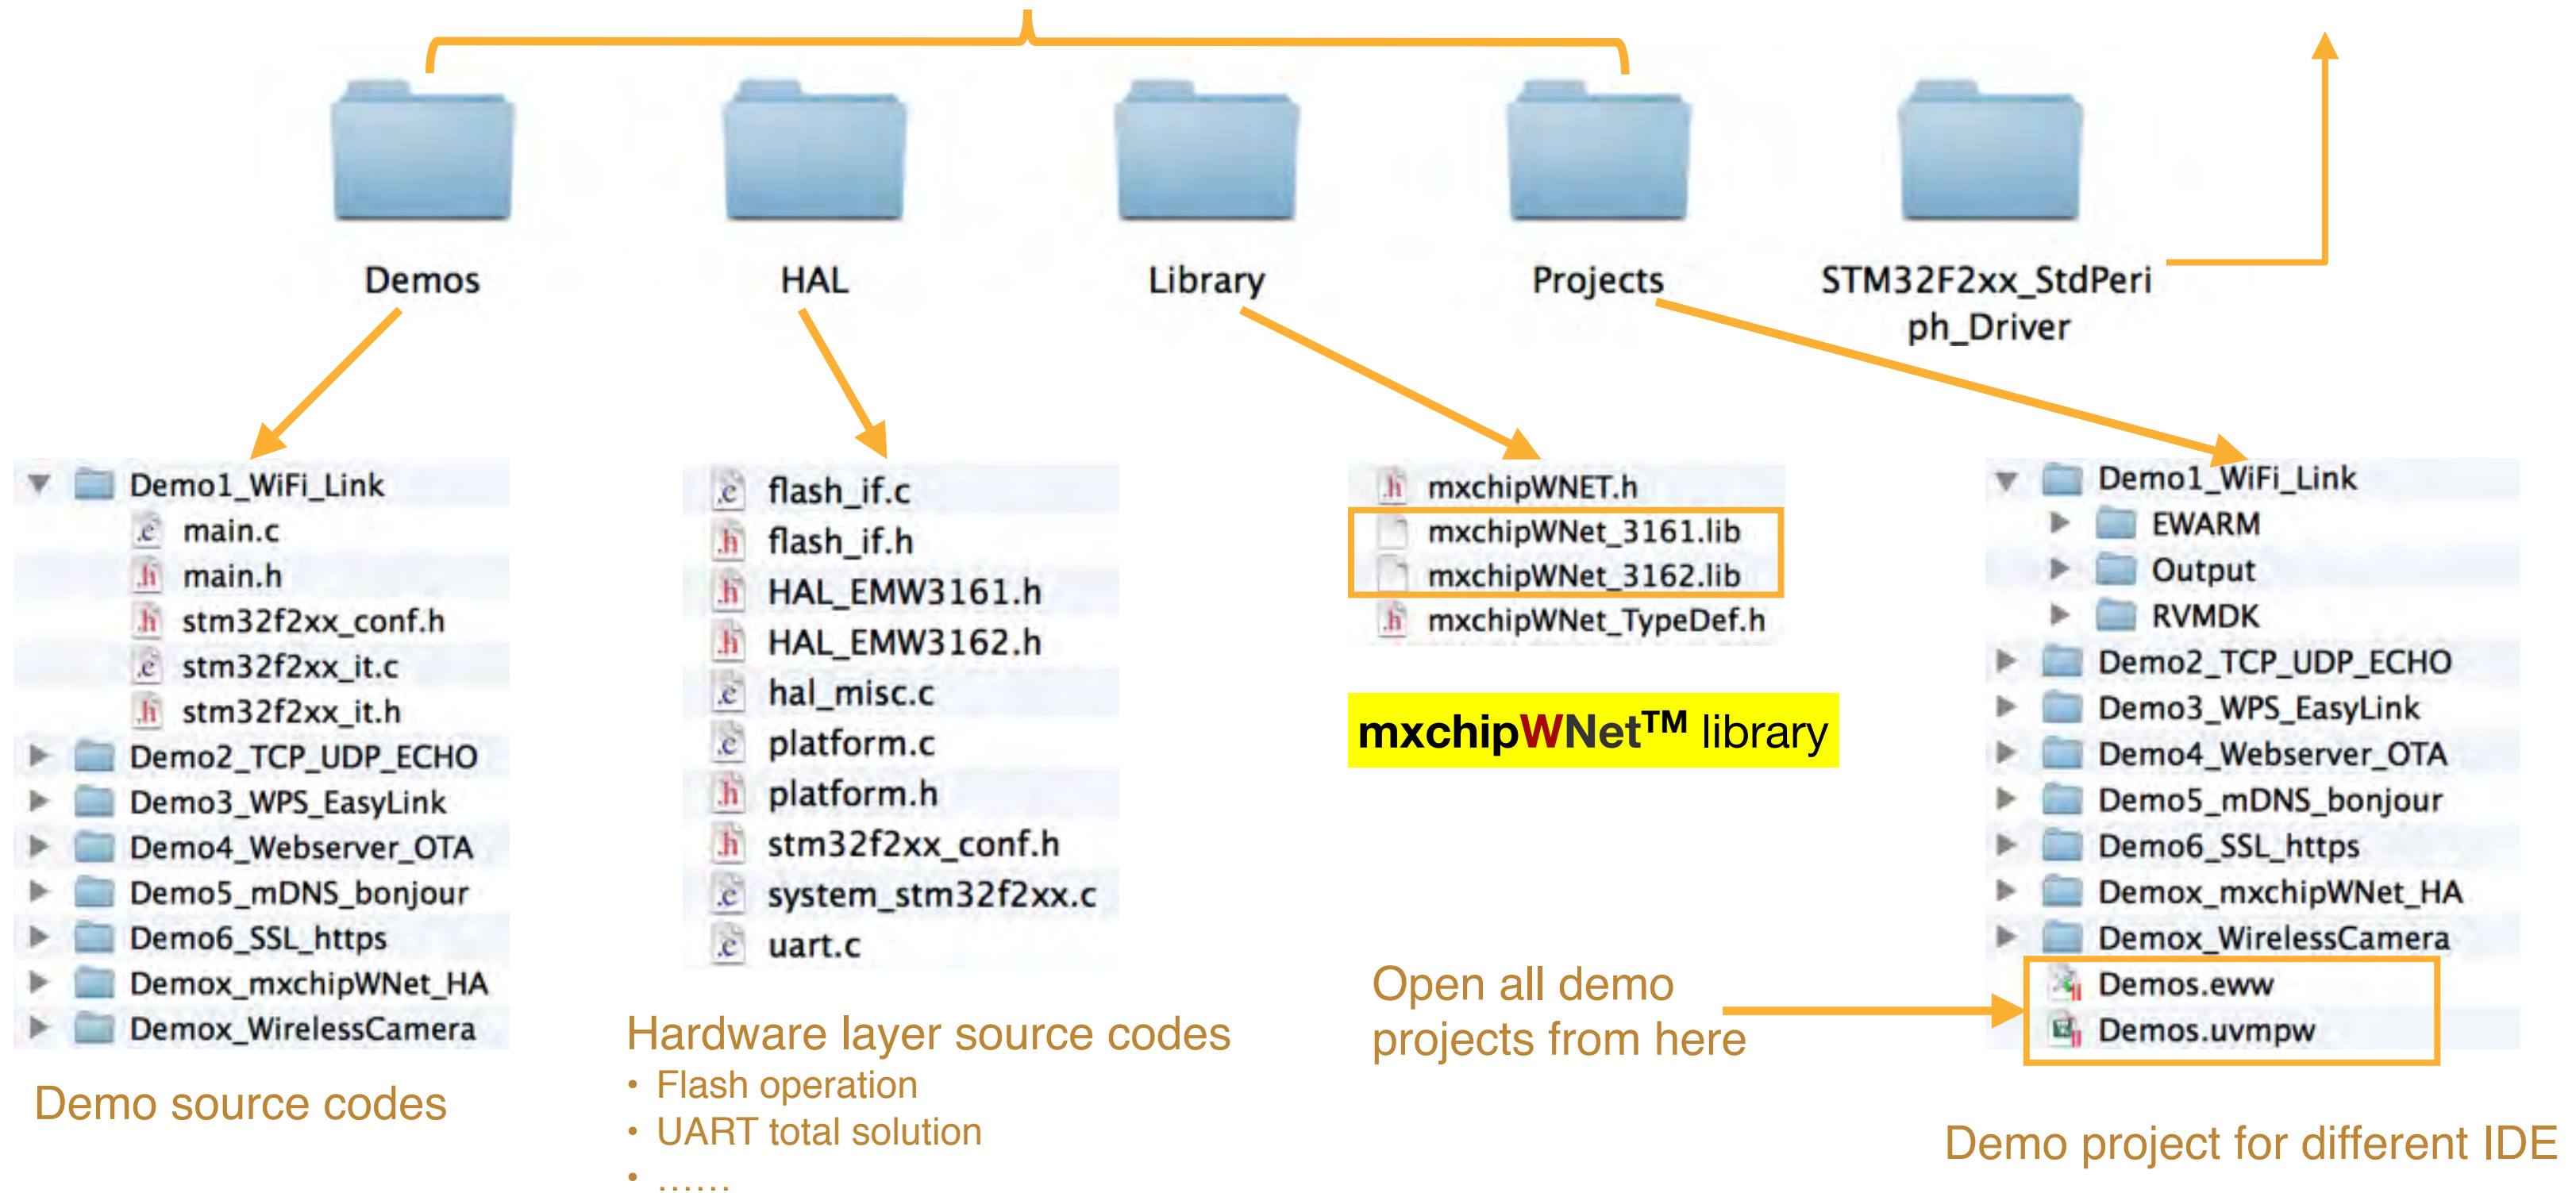 Demos
HAL
Library
Projects
STM32F2xx_StdPeri
ph_Driver
Demo1_WiFi_Link
main.c
main.h
stm32f2xx_conf.h
stm32f2xx_it.c
stm32f2xx_it.h
Demo2_TCP_UDP_ECHO
Demo3_WPS_EasyLink
Demo4_Webserver_OTA
Demo5_mDNS_bonjour
Demo6_SSL_https
Demox_mxchipWNet_HA
Demox_WirelessCamera
Demo source codes
flash_if.c
flash_if.h
HAL_EMW3161.h
HAL_EMW3162.h
hal_misc.c
platform.c
platform.h
stm32f2xx_conf.h
system_stm32f2xx.c
uart.c
Hardware layer source codes
• Flash operation
• UART total solution
• ......
mxchipWNET.h
mxchipWNet_3161.lib
mxchipWNet_3162.lib
mxchipWNet_TypeDef.h
mxchipWNet™ library
Open all demo
projects from here
Demo1_WiFi_Link
EWARM
Output
RVMDK
Demo2_TCP_UDP_ECHO
Demo3_WPS_EasyLink
Demo4_Webserver_OTA
Demo5_mDNS_bonjour
Demo6_SSL_https
Demox_mxchipWNet_HA
Demox_WirelessCamera
Demos.eww
Demos.uvmpw
Demo project for different IDE